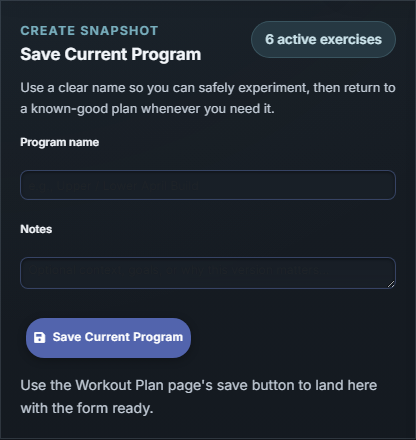 CREATE SNAPSHOT
Save Current Program
6 active exercises
Use a clear name so you can safely experiment, then return to
a known-good plan whenever you need it.
Program name
Notes
Save Current Program
Use the Workout Plan page's save button to land here
with the form ready.